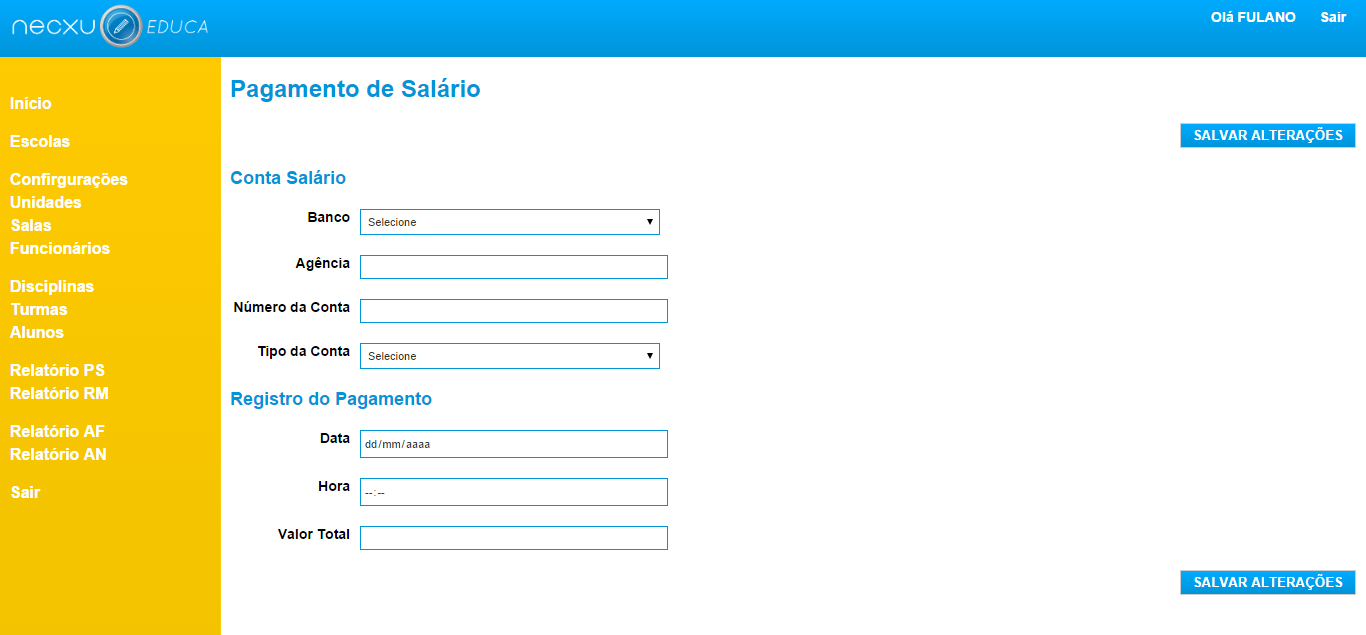 necxu EDUCA
Olá FULANO Sair
Inicio
Escolas
Confirgurações
Unidades
Salas
Funcionários
Disciplinas
Turmas
Alunos
Relatório PS
Relatório RM
Relatório AF
Relatório AN
Sair
Pagamento de Salário
SALVAR ALTERAÇÕES
Conta Salário
Banco Selecione
Agência
Número da Conta
Tipo da Conta Selecione
Registro do Pagamento
Data dd/mm/aaaa
Hora --:--
Valor Total
SALVAR ALTERAÇÕES